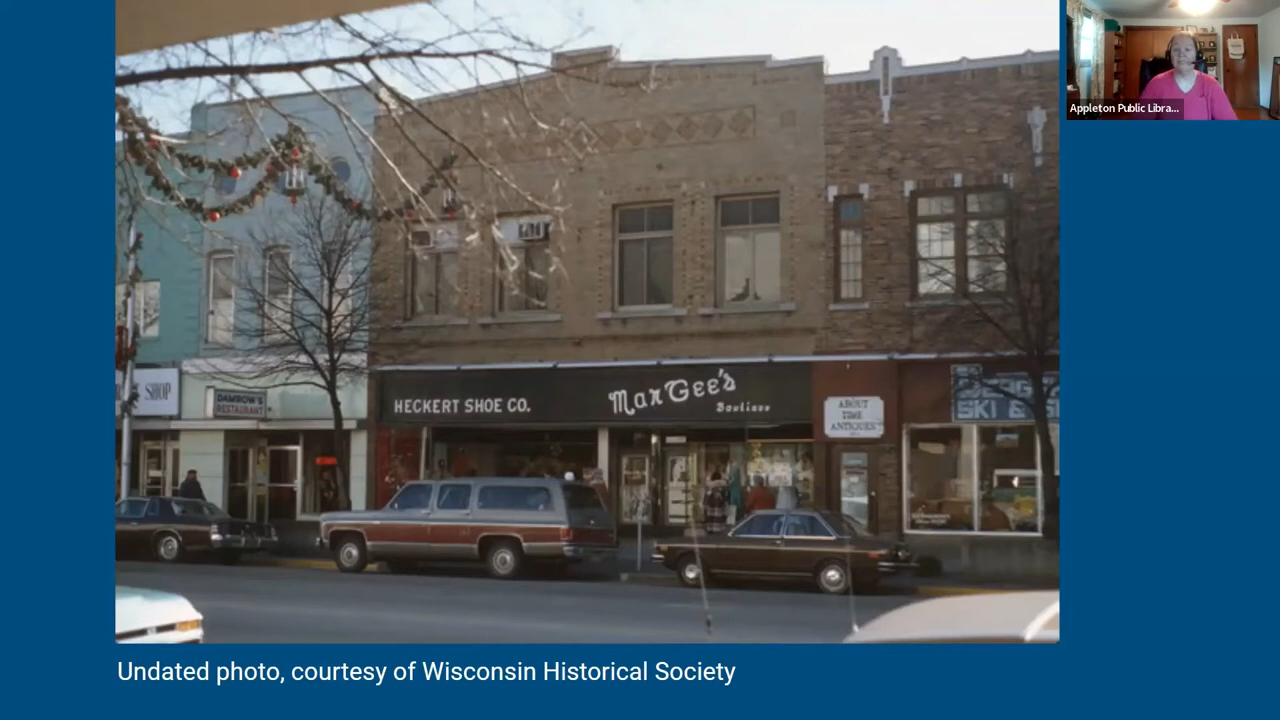 Appleton Public Libra...
SHOP
DAMROW'S
RESTAURANT
HECKERT SHOE CO.
MarGee's
Boutique
ABOUT
TIME
ANTIQUES
SKI &
Undated photo, courtesy of Wisconsin Historical Society